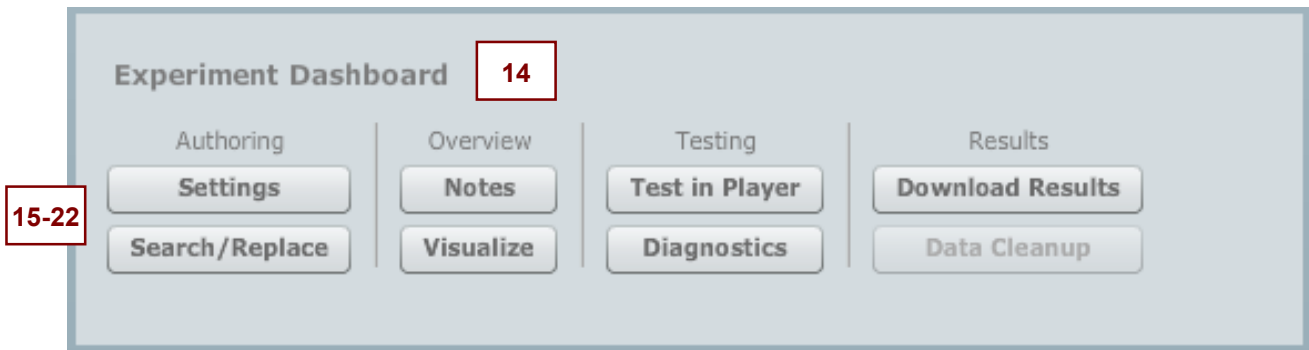 Experiment Dashboard 14
Authoring Overview Testing Results
Settings Notes Test in Player Download Results
15-22
Search/Replace Visualize Diagnostics Data Cleanup